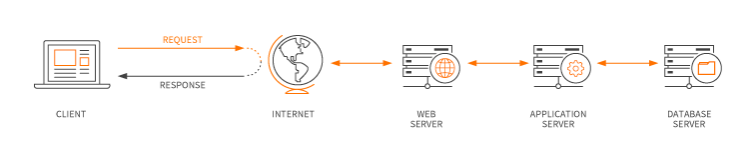 REQUEST
RESPONSE
CLIENT
INTERNET
WEB
SERVER
APPLICATION
SERVER
DATABASE
SERVER